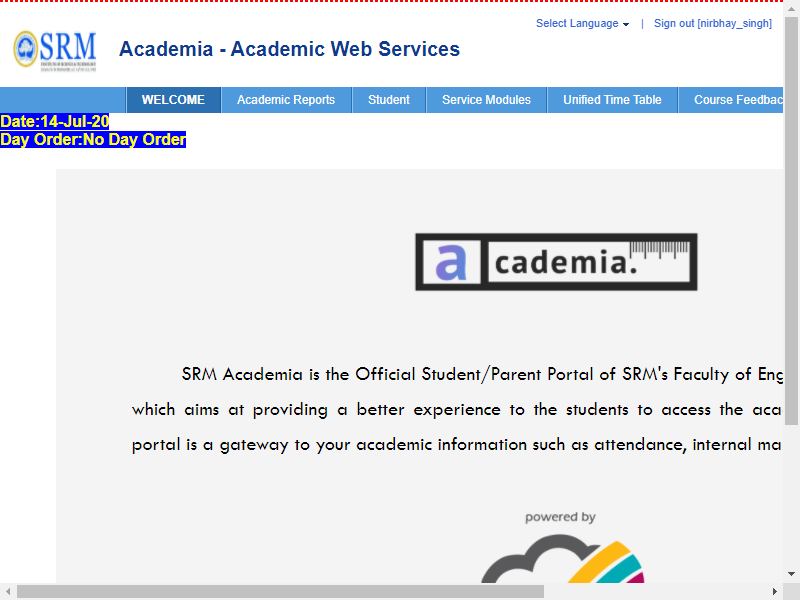 Select Language | Sign out [nirbhay_singh]
SRM
Academia - Academic Web Services
WELCOME Academic Reports Student Service Modules Unified Time Table Course Feedbac
Date:14-Jul-20
Day Order:No Day Order
a cademia.
SRM Academia is the Official Student/Parent Portal of SRM's Faculty of Eng
which aims at providing a better experience to the students to access the aca
portal is a gateway to your academic information such as attendance, internal ma
powered by